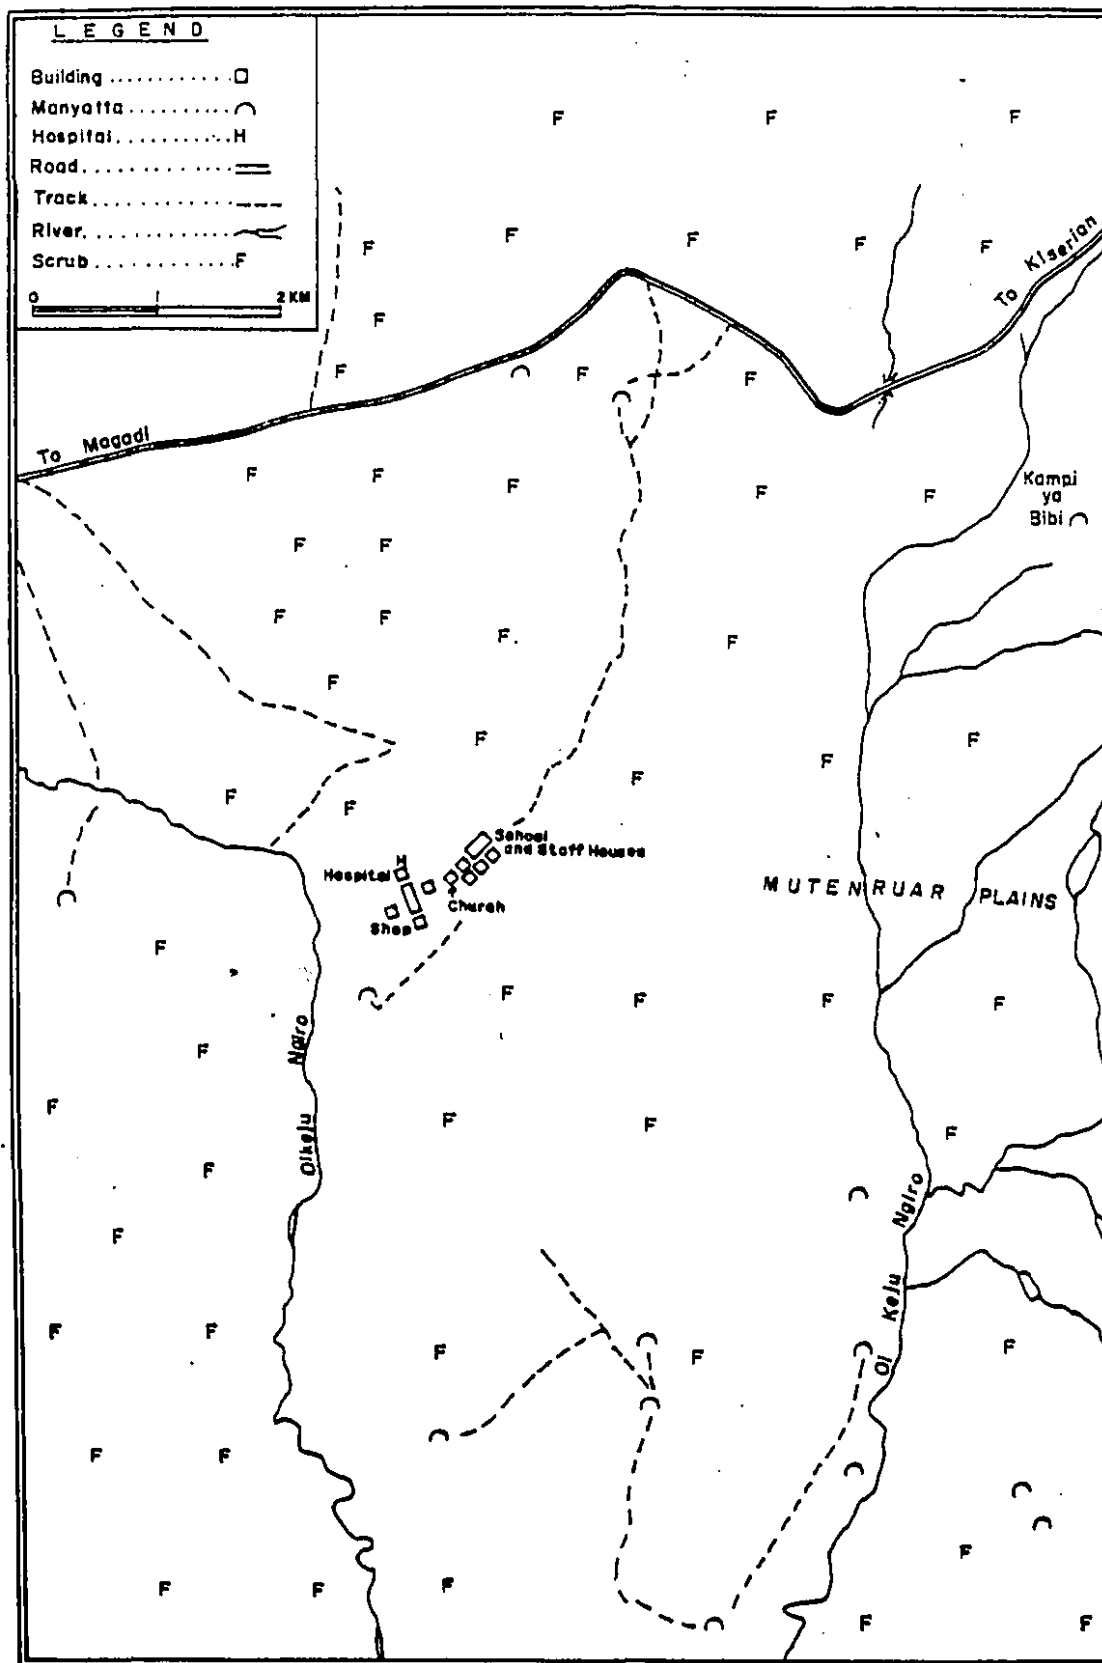 LEGEND
Building ............ □
Manyatta
Hospital ............ H
Road
Track
River
Scrub ............ F
0 2 KM
F F F
F F F F F
To Kiserian
F
F F F
To Magadi
F F F F F
Kampi
ya
Bibi
F F
F F F F
F
F F
F F
F F
School
and Staff Houses
H
Hospital
MUTENRUAR PLAINS
Church
Shop
F
F F F F
Ngiro
F
F F F
Olkeju
F
F
Ngiro
F
Keju
F F
F F F
Ol
F F
F
F F F
F F